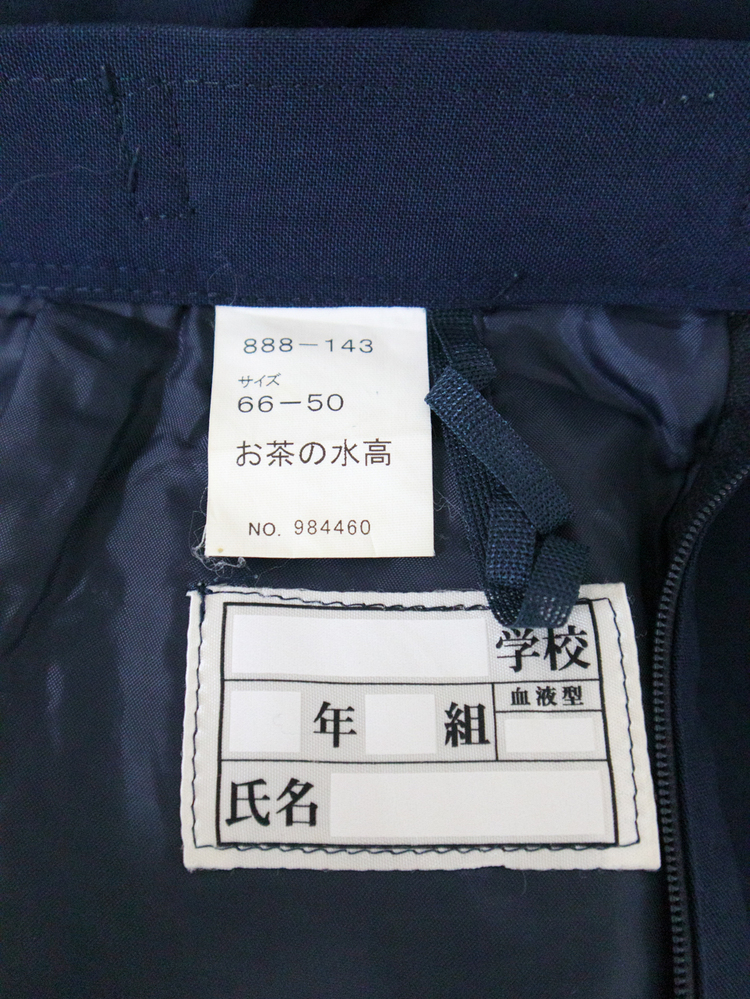 888-143
サイズ
66-50
お茶の水高
NO. 984460
学校
年 組 血液型
氏名